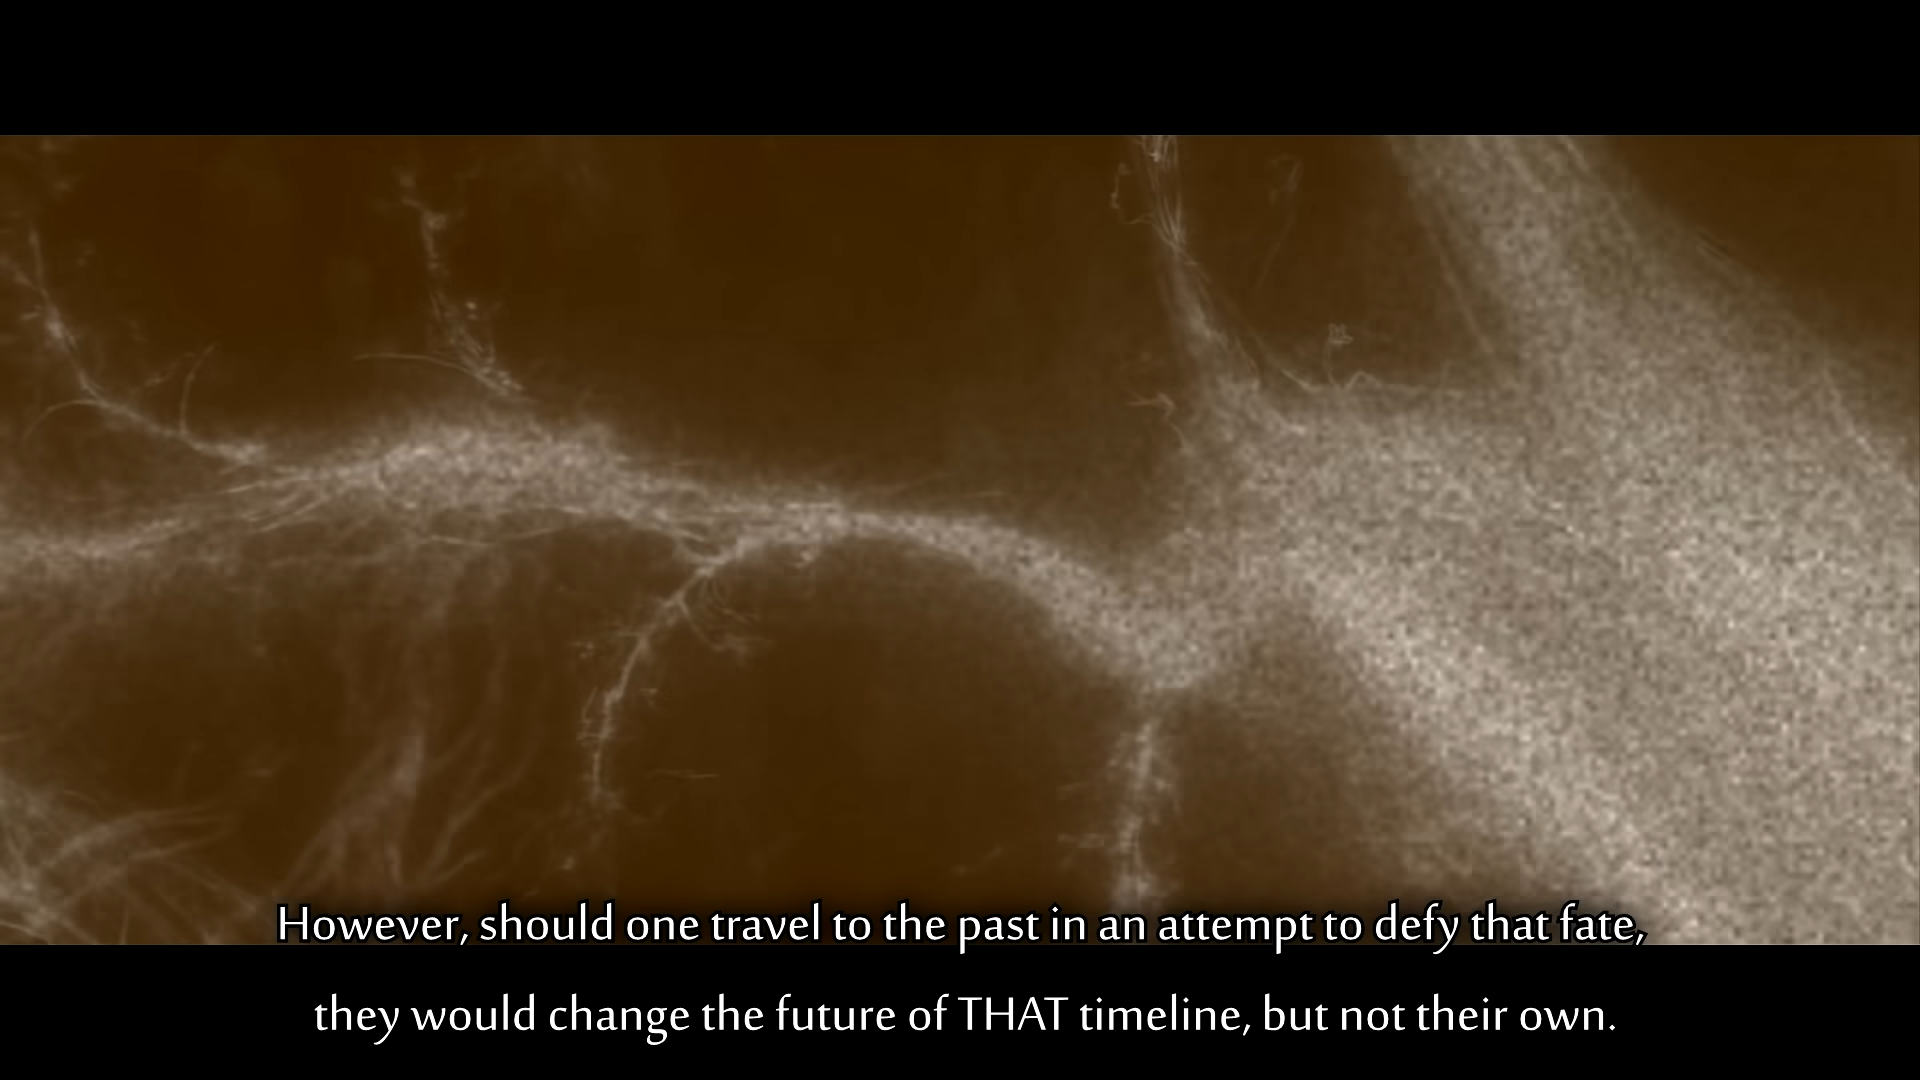 However, should one travel to the past in an attempt to defy that fate,
they would change the future of THAT timeline, but not their own.